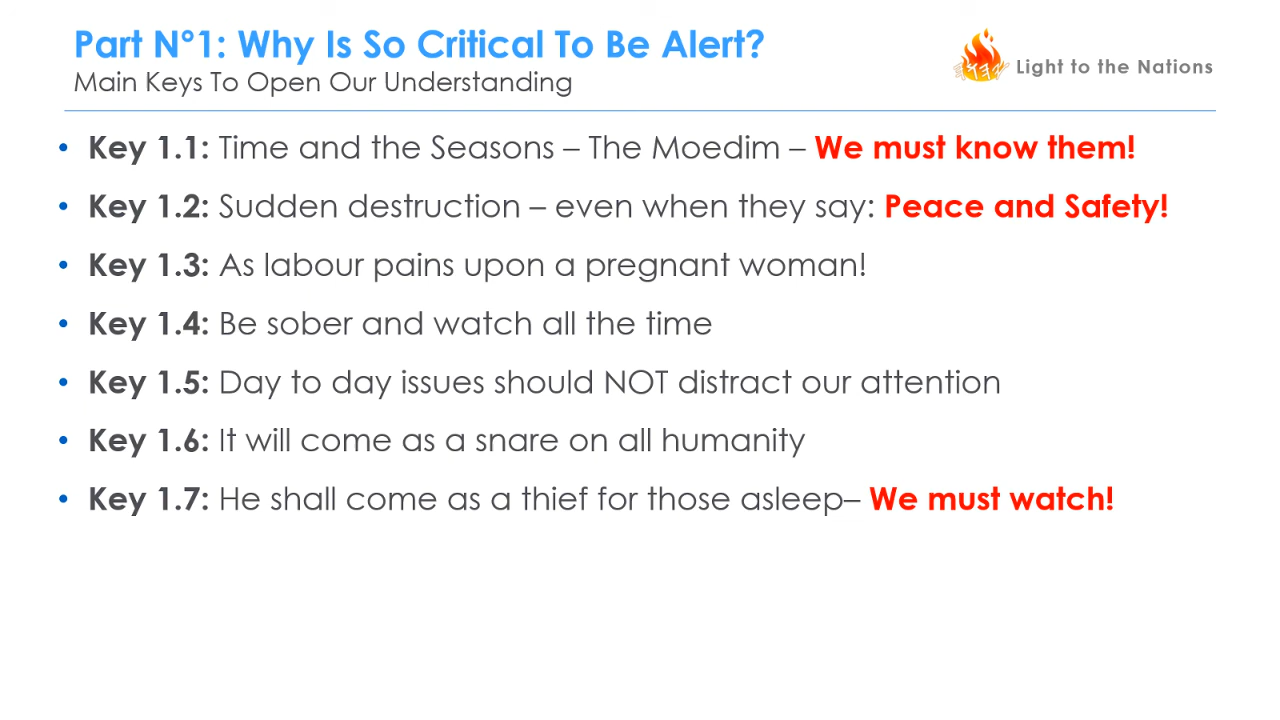 Part N°1: Why Is So Critical To Be Alert?
Main Keys To Open Our Understanding
Light to the Nations
• Key 1.1: Time and the Seasons – The Moedim – We must know them!
• Key 1.2: Sudden destruction – even when they say: Peace and Safety!
• Key 1.3: As labour pains upon a pregnant woman!
• Key 1.4: Be sober and watch all the time
• Key 1.5: Day to day issues should NOT distract our attention
• Key 1.6: It will come as a snare on all humanity
• Key 1.7: He shall come as a thief for those asleep– We must watch!